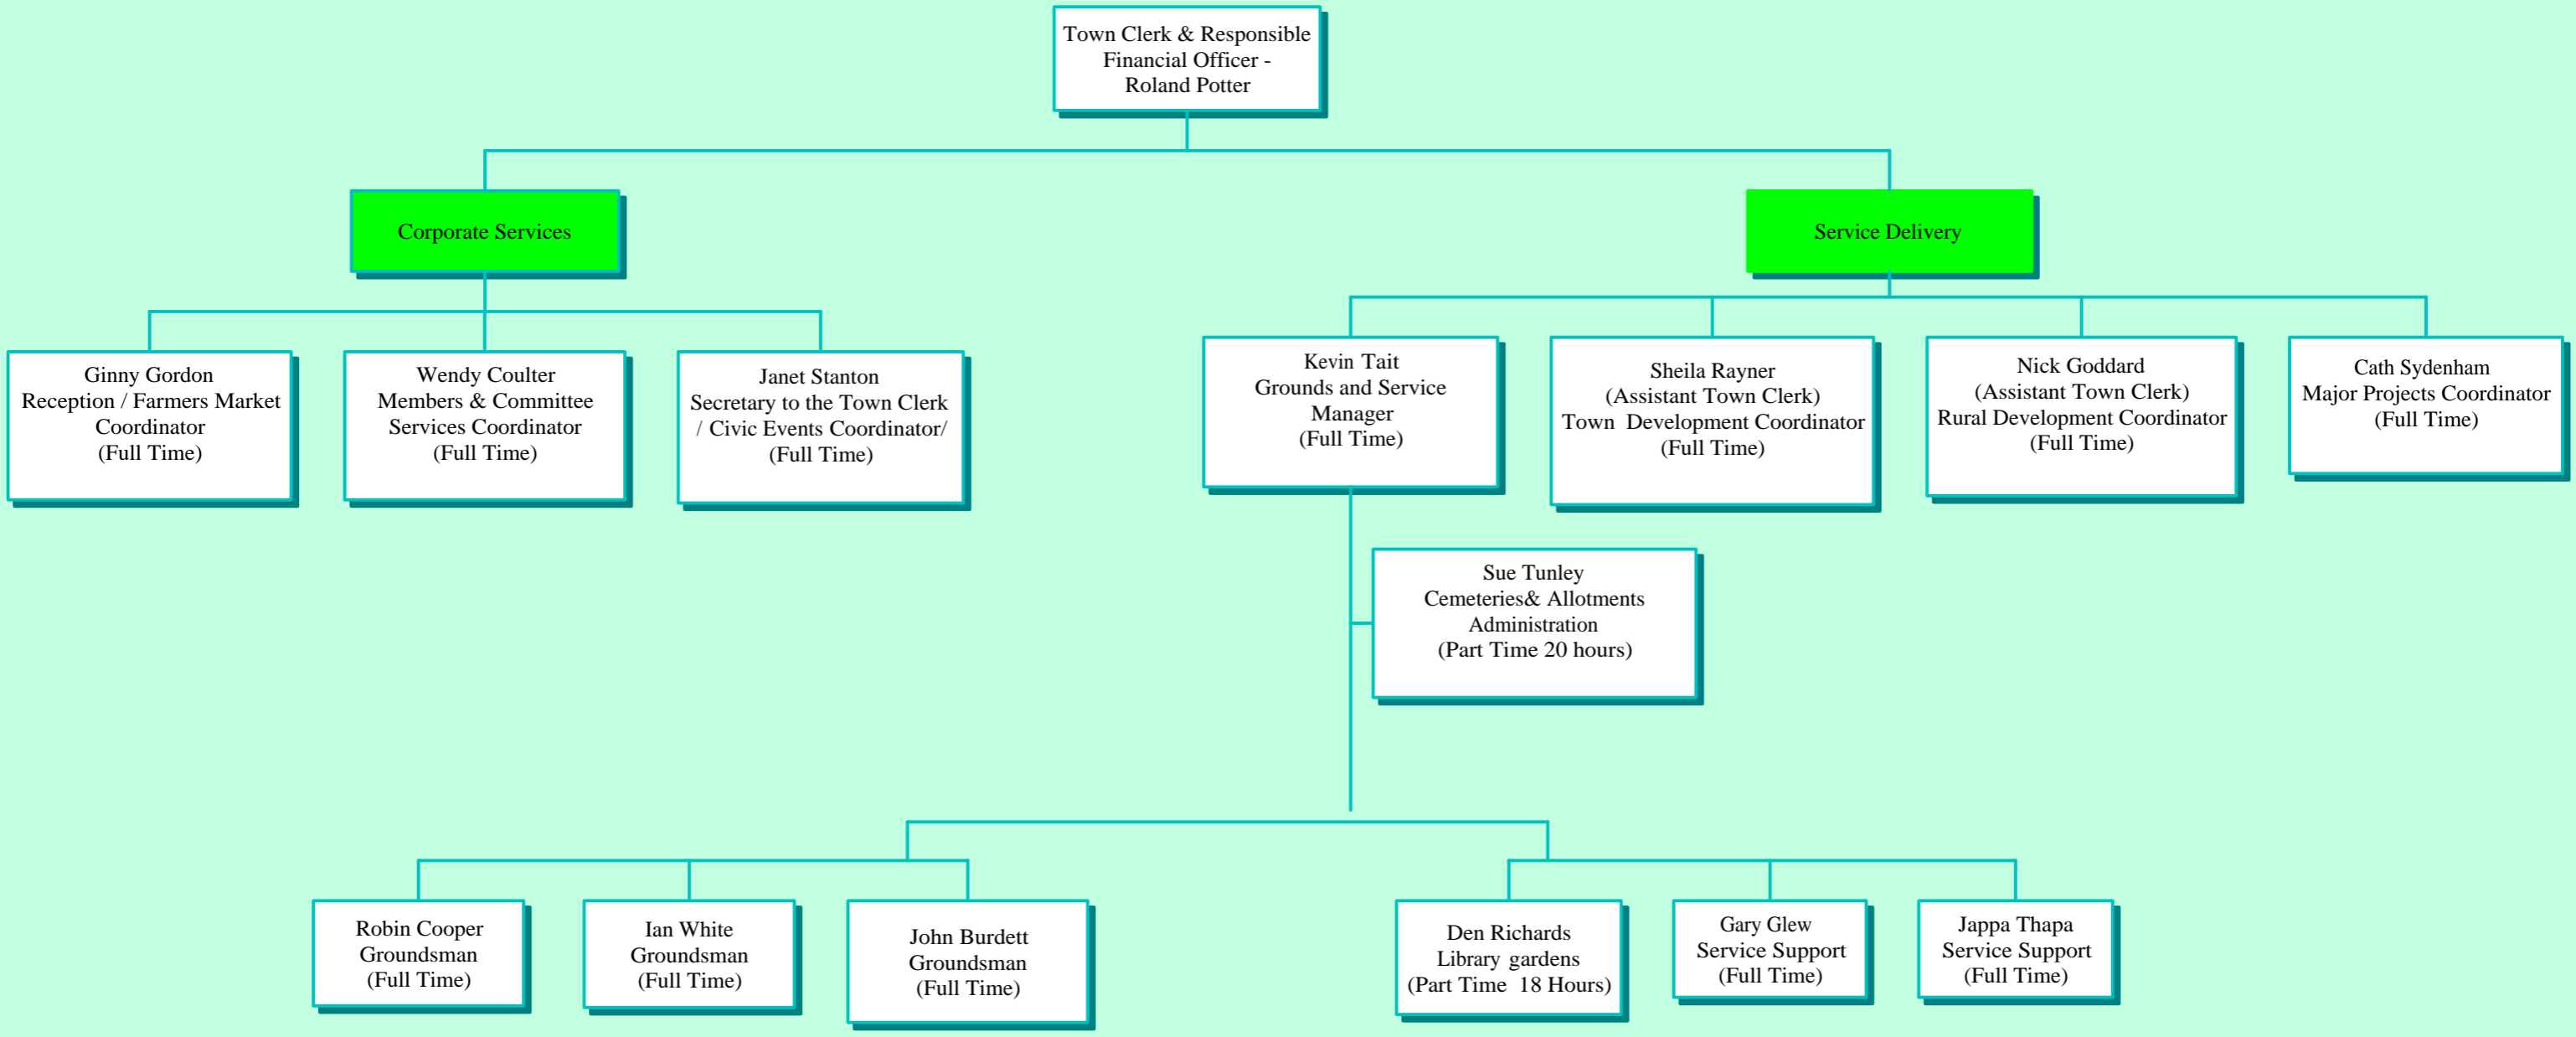 Town Clerk & Responsible
Financial Officer -
Roland Potter
Corporate Services
Service Delivery
Ginny Gordon
Reception / Farmers Market
Coordinator
(Full Time)
Wendy Coulter
Members & Committee
Services Coordinator
(Full Time)
Janet Stanton
Secretary to the Town Clerk
/ Civic Events Coordinator/
(Full Time)
Kevin Tait
Grounds and Service
Manager
(Full Time)
Sheila Rayner
(Assistant Town Clerk)
Town Development Coordinator
(Full Time)
Nick Goddard
(Assistant Town Clerk)
Rural Development Coordinator
(Full Time)
Cath Sydenham
Major Projects Coordinator
(Full Time)
Sue Tunley
Cemeteries& Allotments
Administration
(Part Time 20 hours)
Robin Cooper
Groundsman
(Full Time)
Ian White
Groundsman
(Full Time)
John Burdett
Groundsman
(Full Time)
Den Richards
Library gardens
(Part Time 18 Hours)
Gary Glew
Service Support
(Full Time)
Jappa Thapa
Service Support
(Full Time)